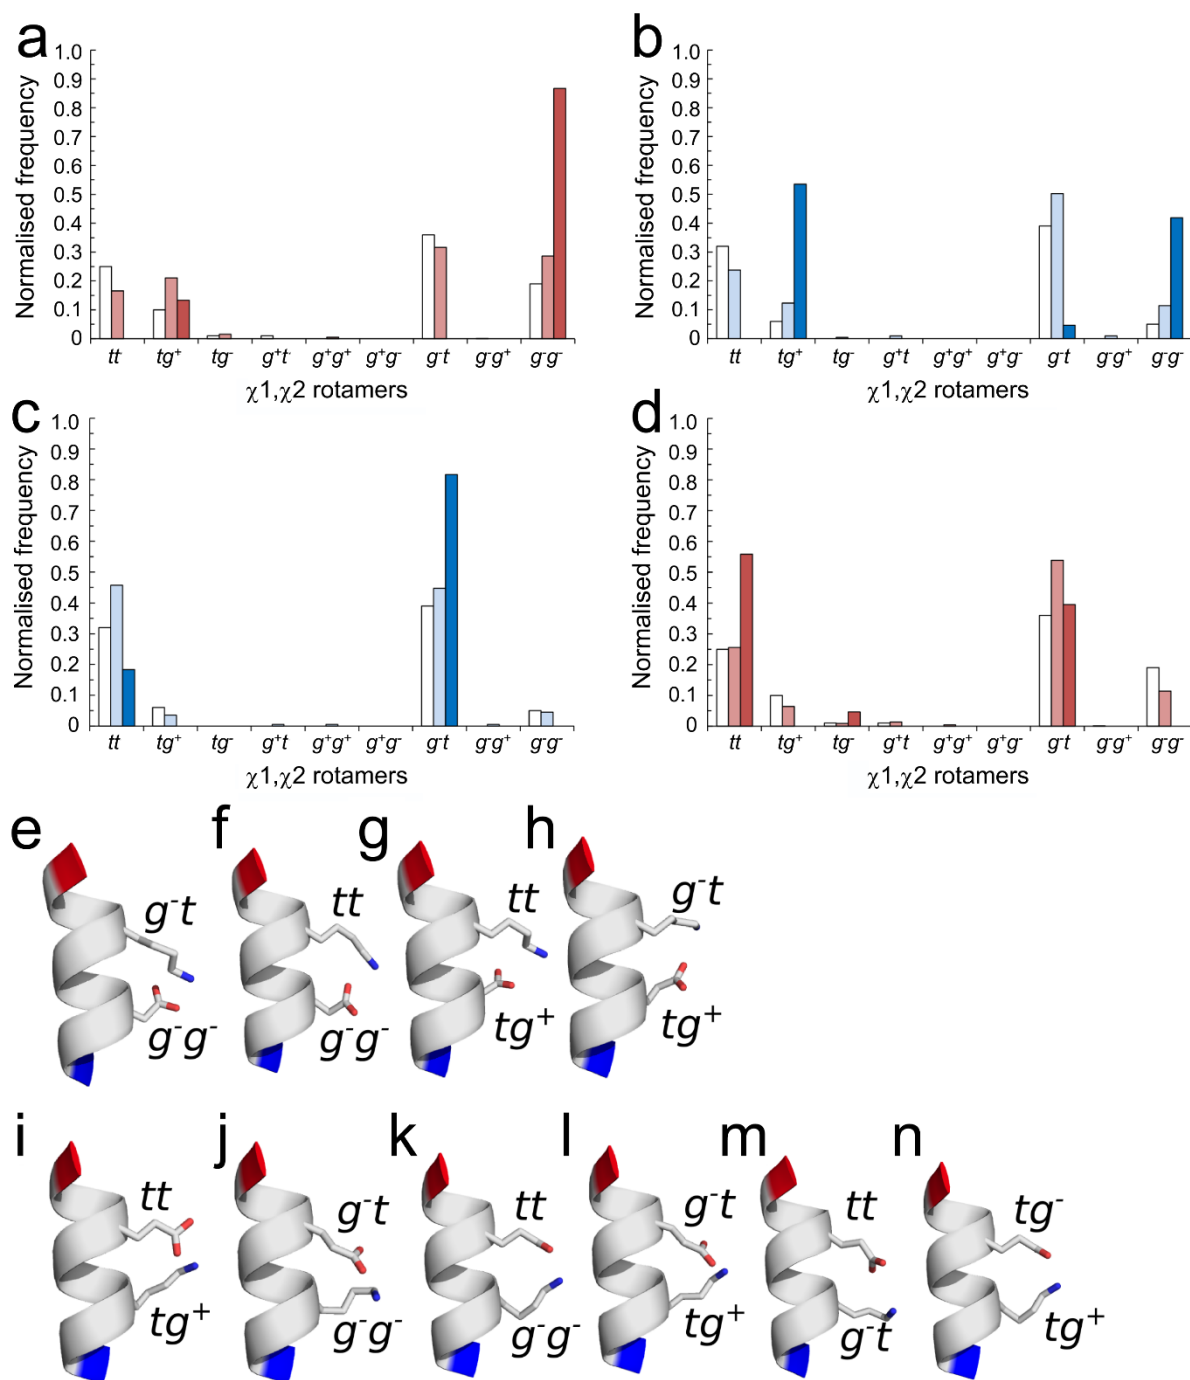 a
b
1.0
0.9
0.8
0.7
0.6
0.5
0.4
0.3
0.2
0.1
0
Normalised frequency
tt tg+ tg- g+t g+g+ g+g- g-t g-g+ g-g-
χ1,χ2 rotamers
1.0
0.9
0.8
0.7
0.6
0.5
0.4
0.3
0.2
0.1
0
Normalised frequency
tt tg+ tg- g+t g+g+ g+g- g-t g-g+ g-g-
χ1,χ2 rotamers
c
d
1.0
0.9
0.8
0.7
0.6
0.5
0.4
0.3
0.2
0.1
0
Normalised frequency
tt tg+ tg- g+t g+g+ g+g- g-t g-g+ g-g-
χ1,χ2 rotamers
1.0
0.9
0.8
0.7
0.6
0.5
0.4
0.3
0.2
0.1
0
Normalised frequency
tt tg+ tg- g+t g+g+ g+g- g-t g-g+ g-g-
χ1,χ2 rotamers
e f g h
g-t tt tt g-t
g-g- g-g- tg+ tg+
i j k l m n
tt g-t tt g-t tt tg-
tg+ g-g- g-g- tg+ g-t tg+